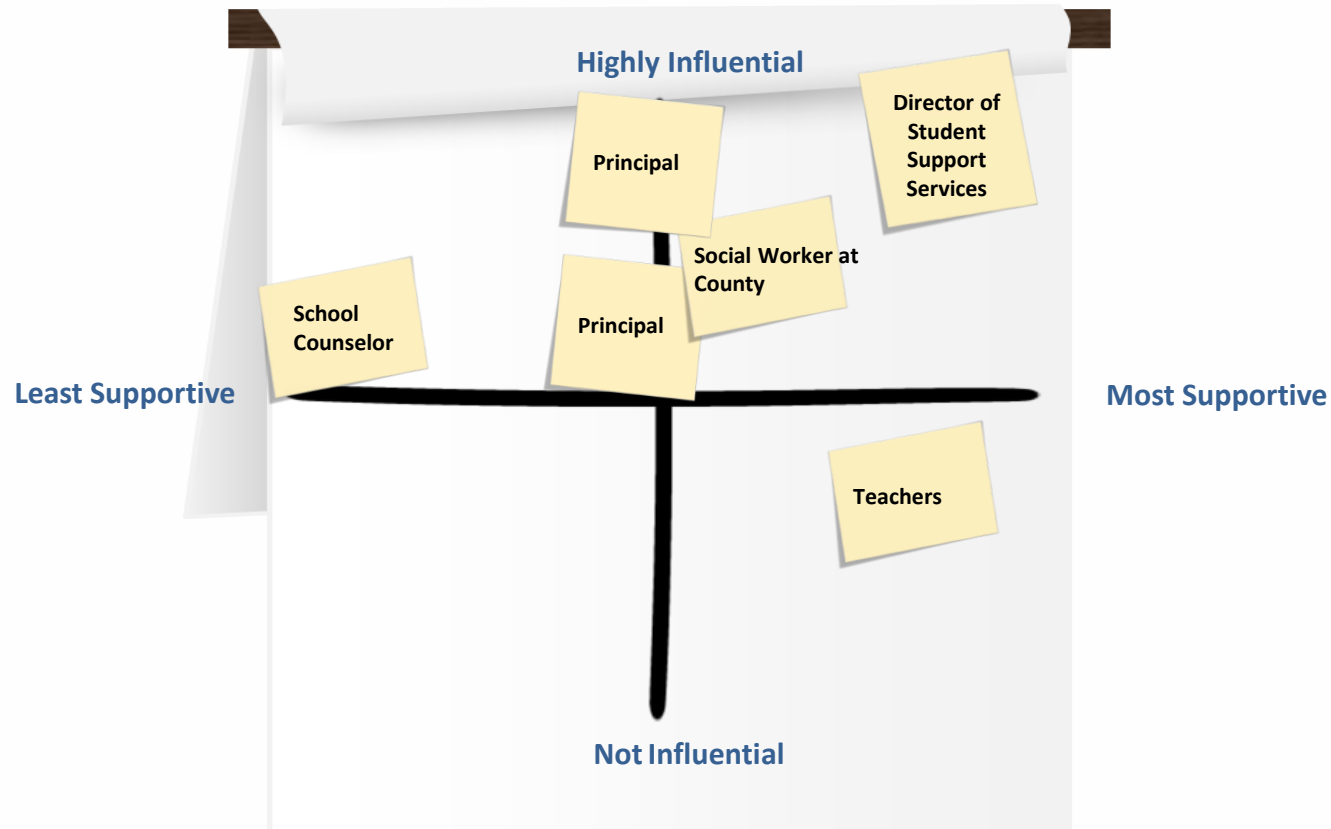 Highly Influential
Director of
Student
Support
Services
Principal
Social Worker at
County
School
Counselor
Principal
Least Supportive
Most Supportive
Teachers
Not Influential